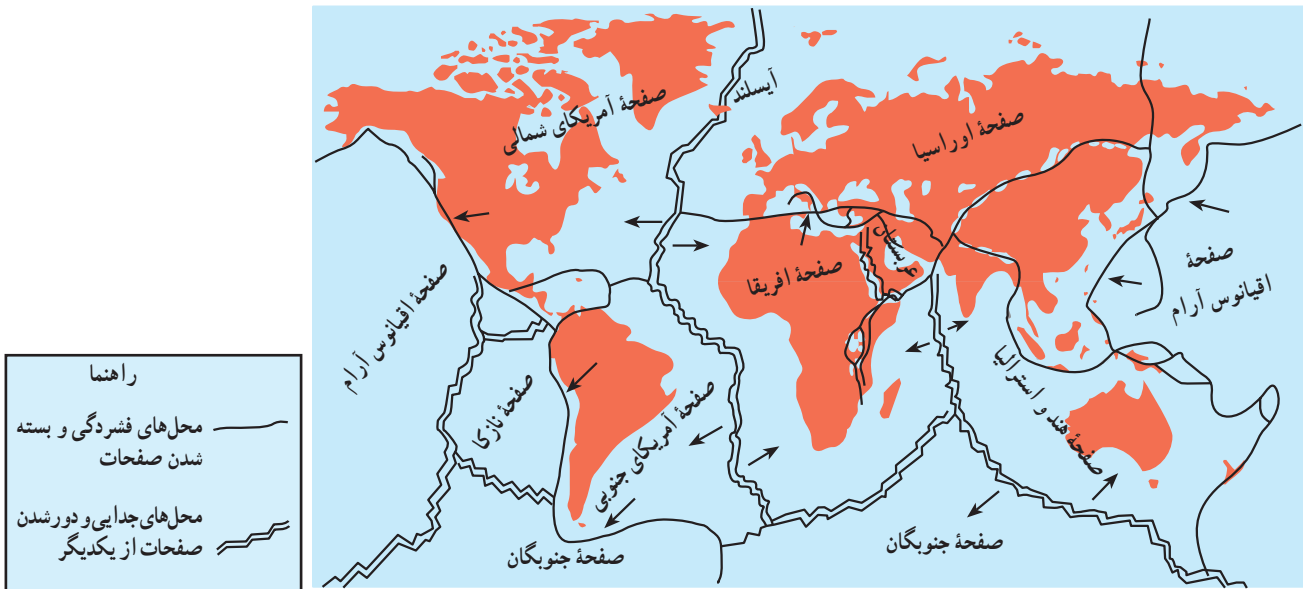 آیسلند
صفحهٔ آمریکای شمالی
صفحهٔ اوراسیا
عربستان
صفحهٔ افریقا
صفحهٔ
اقیانوس آرام
صفحهٔ اقیانوس آرام
صفحهٔ نازکا
صفحهٔ آمریکای جنوبی
صفحهٔ هند و استرالیا
صفحهٔ جنوبگان
صفحهٔ جنوبگان
راهنما
محل‌های فشردگی و بسته
شدن صفحات
محل‌های جدایی و دورشدن
صفحات از یکدیگر